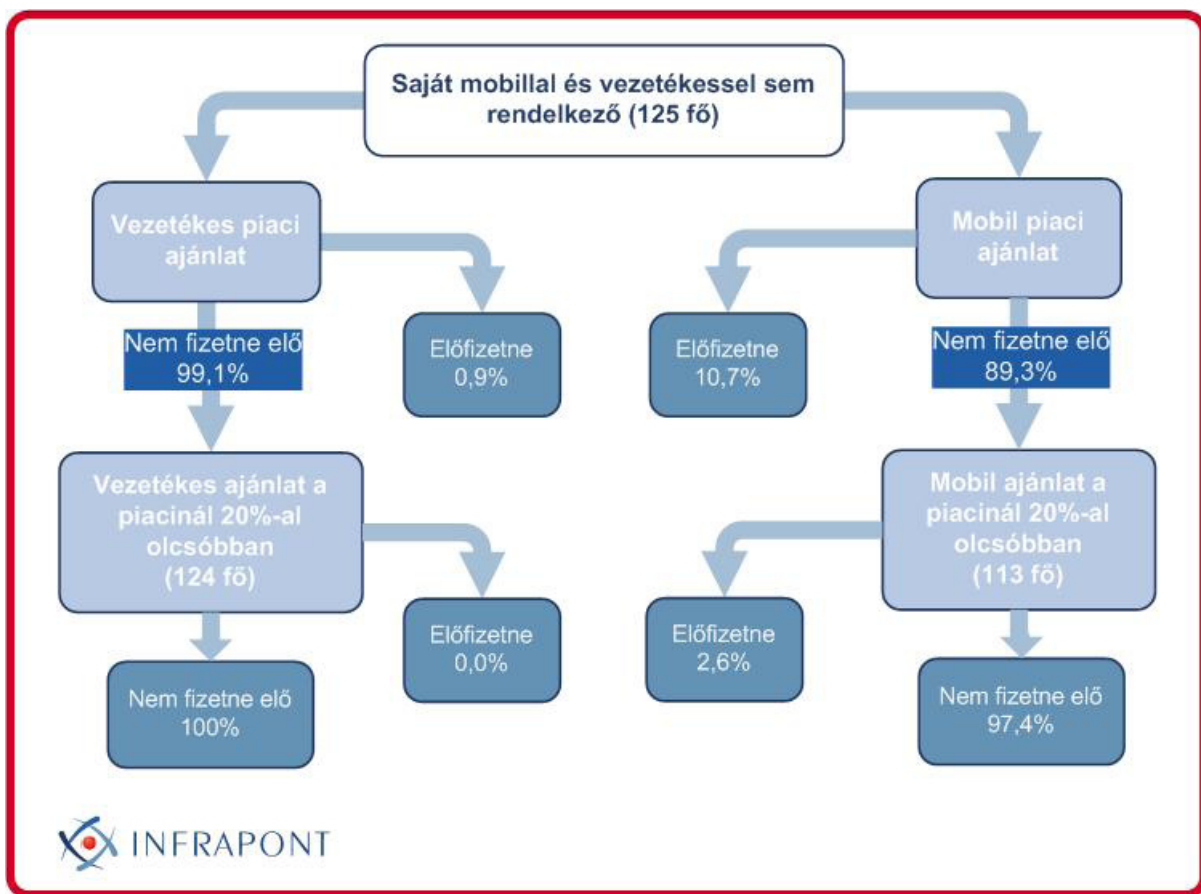 Saját mobillal és vezetékessel sem
rendelkező (125 fő)
Vezetékes piaci
ajánlat
Mobil piaci
ajánlat
Nem fizetne elő
99,1%
Előfizetne
0,9%
Előfizetne
10,7%
Nem fizetne elő
89,3%
Vezetékes ajánlat a
piacinál 20%-al
olcsóbban
(124 fő)
Mobil ajánlat a
piacinál 20%-al
olcsóbban
(113 fő)
Előfizetne
0,0%
Előfizetne
2,6%
Nem fizetne elő
100%
Nem fizetne elő
97,4%
INFRAPONT